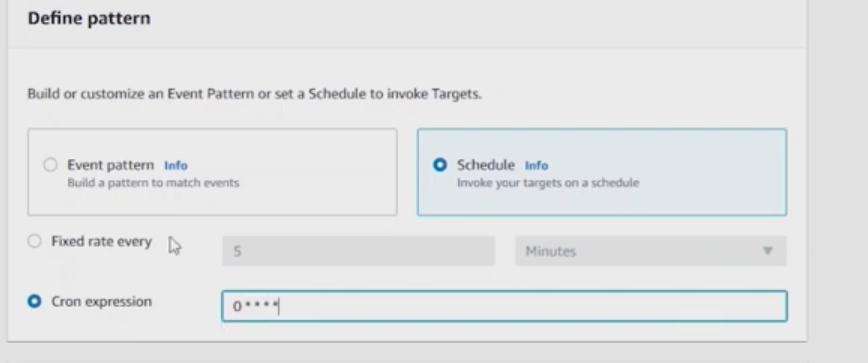 Define pattern
Build or customize an Event Pattern or set a Schedule to invoke Targets.
Event pattern Info
Build a pattern to match events
Schedule Info
Invoke your targets on a schedule
Fixed rate every
5
Minutes
Cron expression
0 * * * *